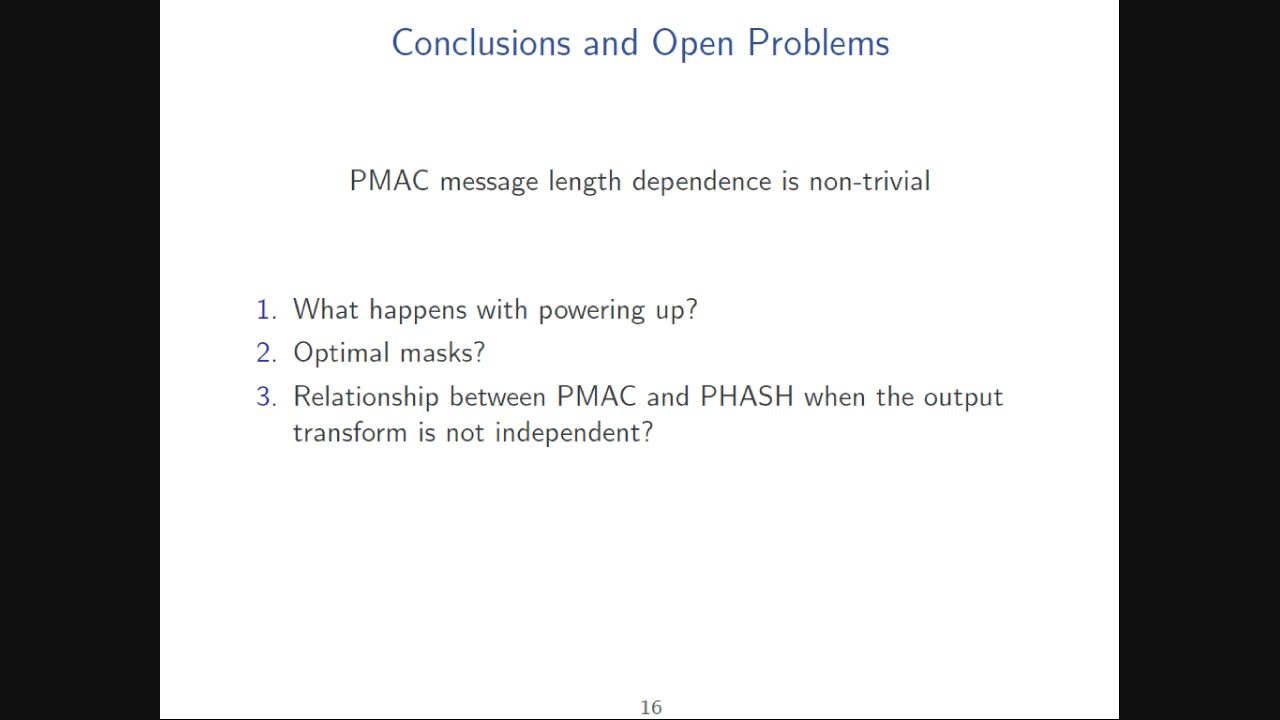 Conclusions and Open Problems
PMAC message length dependence is non-trivial
1. What happens with powering up?
2. Optimal masks?
3. Relationship between PMAC and PHASH when the output
transform is not independent?
16